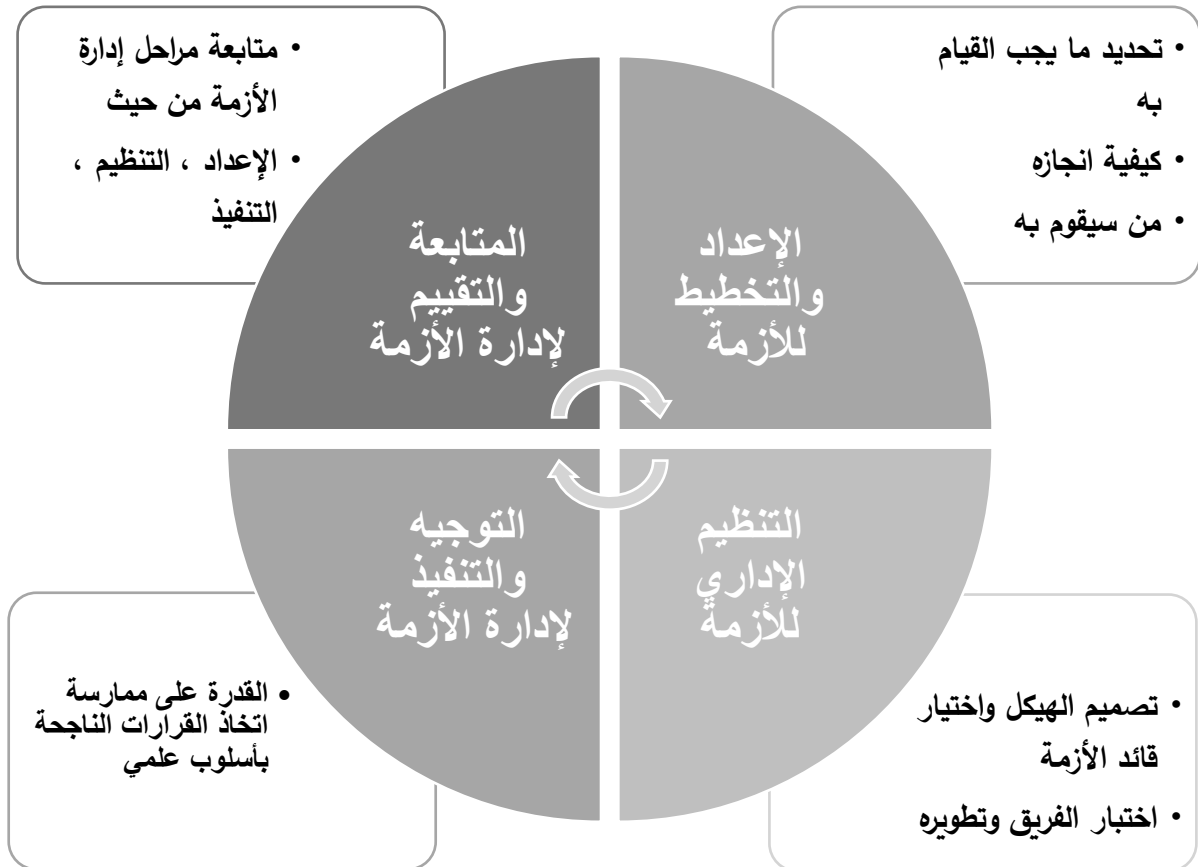 تحديد ما يجب القيام
به
كيفية انجازه
من سيقوم به
متابعة مراحل إدارة
الأزمة من حيث
الإعداد ، التنظيم ،
التنفيذ
الإعداد
والتخطيط
للأزمة
المتابعة
والتقييم
لإدارة الأزمة
التنظيم
الإداري
للأزمة
التوجيه
والتنفيذ
لإدارة الأزمة
تصميم الهيكل واختيار
قائد الأزمة
اختبار الفريق وتطويره
القدرة على ممارسة
اتخاذ القرارات الناجحة
بأسلوب علمي